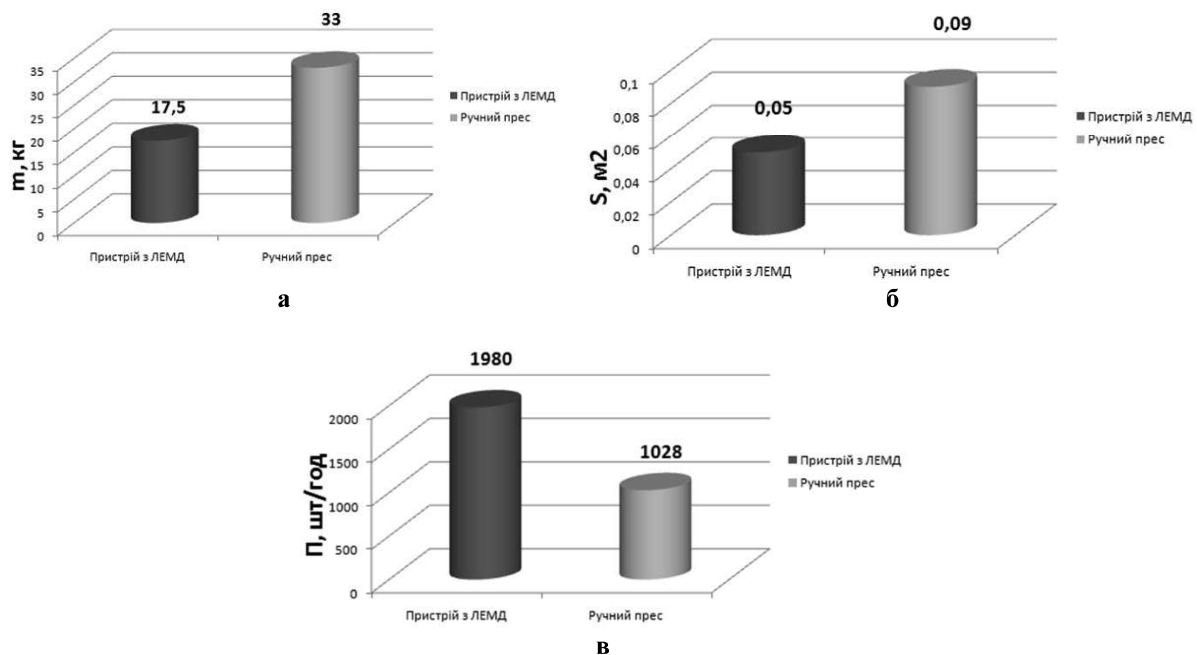 33
m, кг
35
30
25
20
15
10
5
0
17,5
Пристрій з ЛЕМД
Ручний прес
Пристрій з ЛЕМД
Ручний прес
а
0,09
S, м2
0,1
0,08
0,06
0,04
0,02
0
0,05
Пристрій з ЛЕМД
Ручний прес
Пристрій з ЛЕМД
Ручний прес
б
1980
П, шт/год
2000
1500
1000
500
0
1028
Пристрій з ЛЕМД
Ручний прес
Пристрій з ЛЕМД
Ручний прес
в